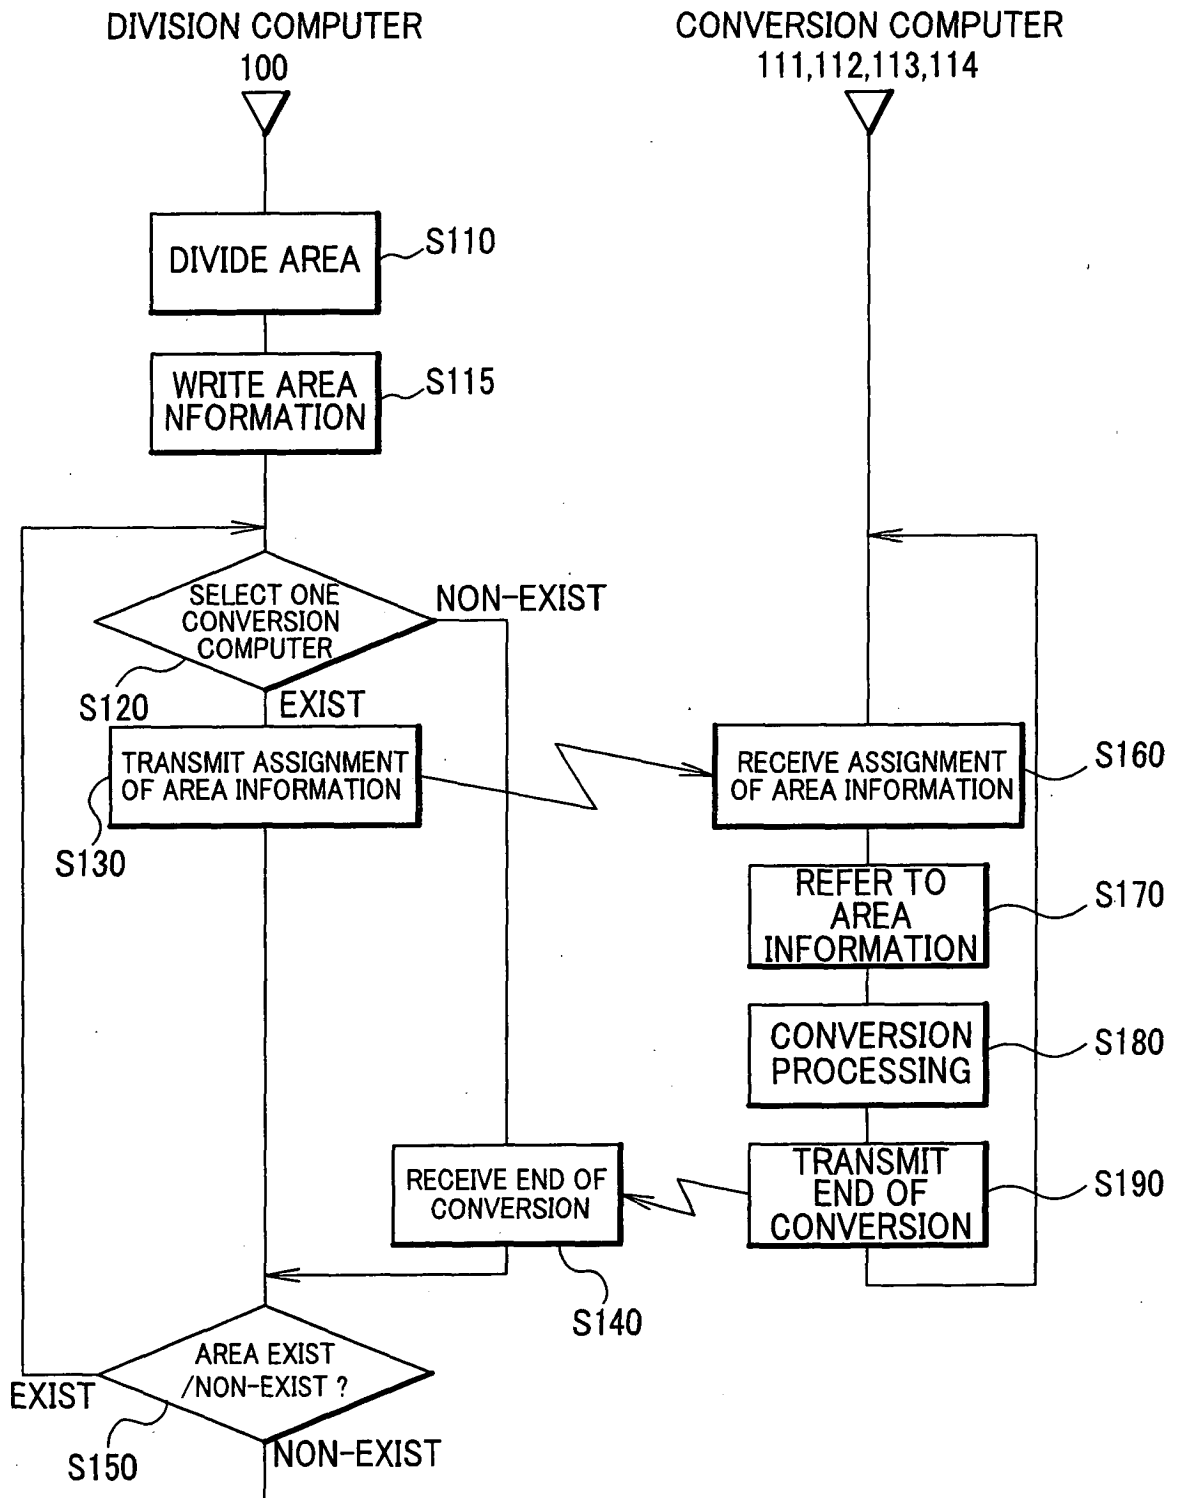 DIVISION COMPUTER
100
CONVERSION COMPUTER
111,112,113,114
DIVIDE AREA
S110
WRITE AREA
NFORMATION
S115
SELECT ONE
CONVERSION
COMPUTER
NON-EXIST
S120
EXIST
TRANSMIT ASSIGNMENT
OF AREA INFORMATION
S130
RECEIVE ASSIGNMENT
OF AREA INFORMATION
S160
REFER TO
AREA
INFORMATION
S170
CONVERSION
PROCESSING
S180
RECEIVE END OF
CONVERSION
S140
TRANSMIT
END OF
CONVERSION
S190
AREA EXIST
/NON-EXIST ?
EXIST
S150
NON-EXIST